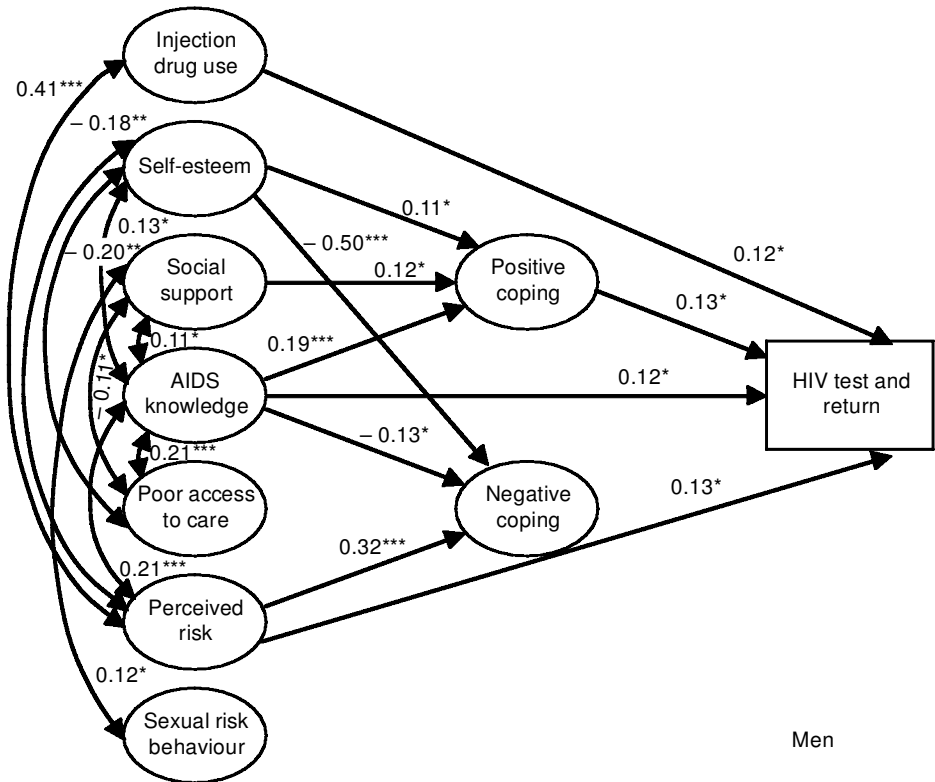 Injection
drug use
0.41***
– 0.18**
Self-esteem
0.11*
0.13*
– 0.50***
– 0.20**
0.12*
Social
support
0.12*
Positive
coping
0.13*
0.11*
0.19***
– 0.11*
AIDS
knowledge
0.12*
HIV test and
return
– 0.13*
0.21***
Poor access
to care
Negative
coping
0.13*
0.32***
0.21***
Perceived
risk
0.12*
Sexual risk
behaviour
Men